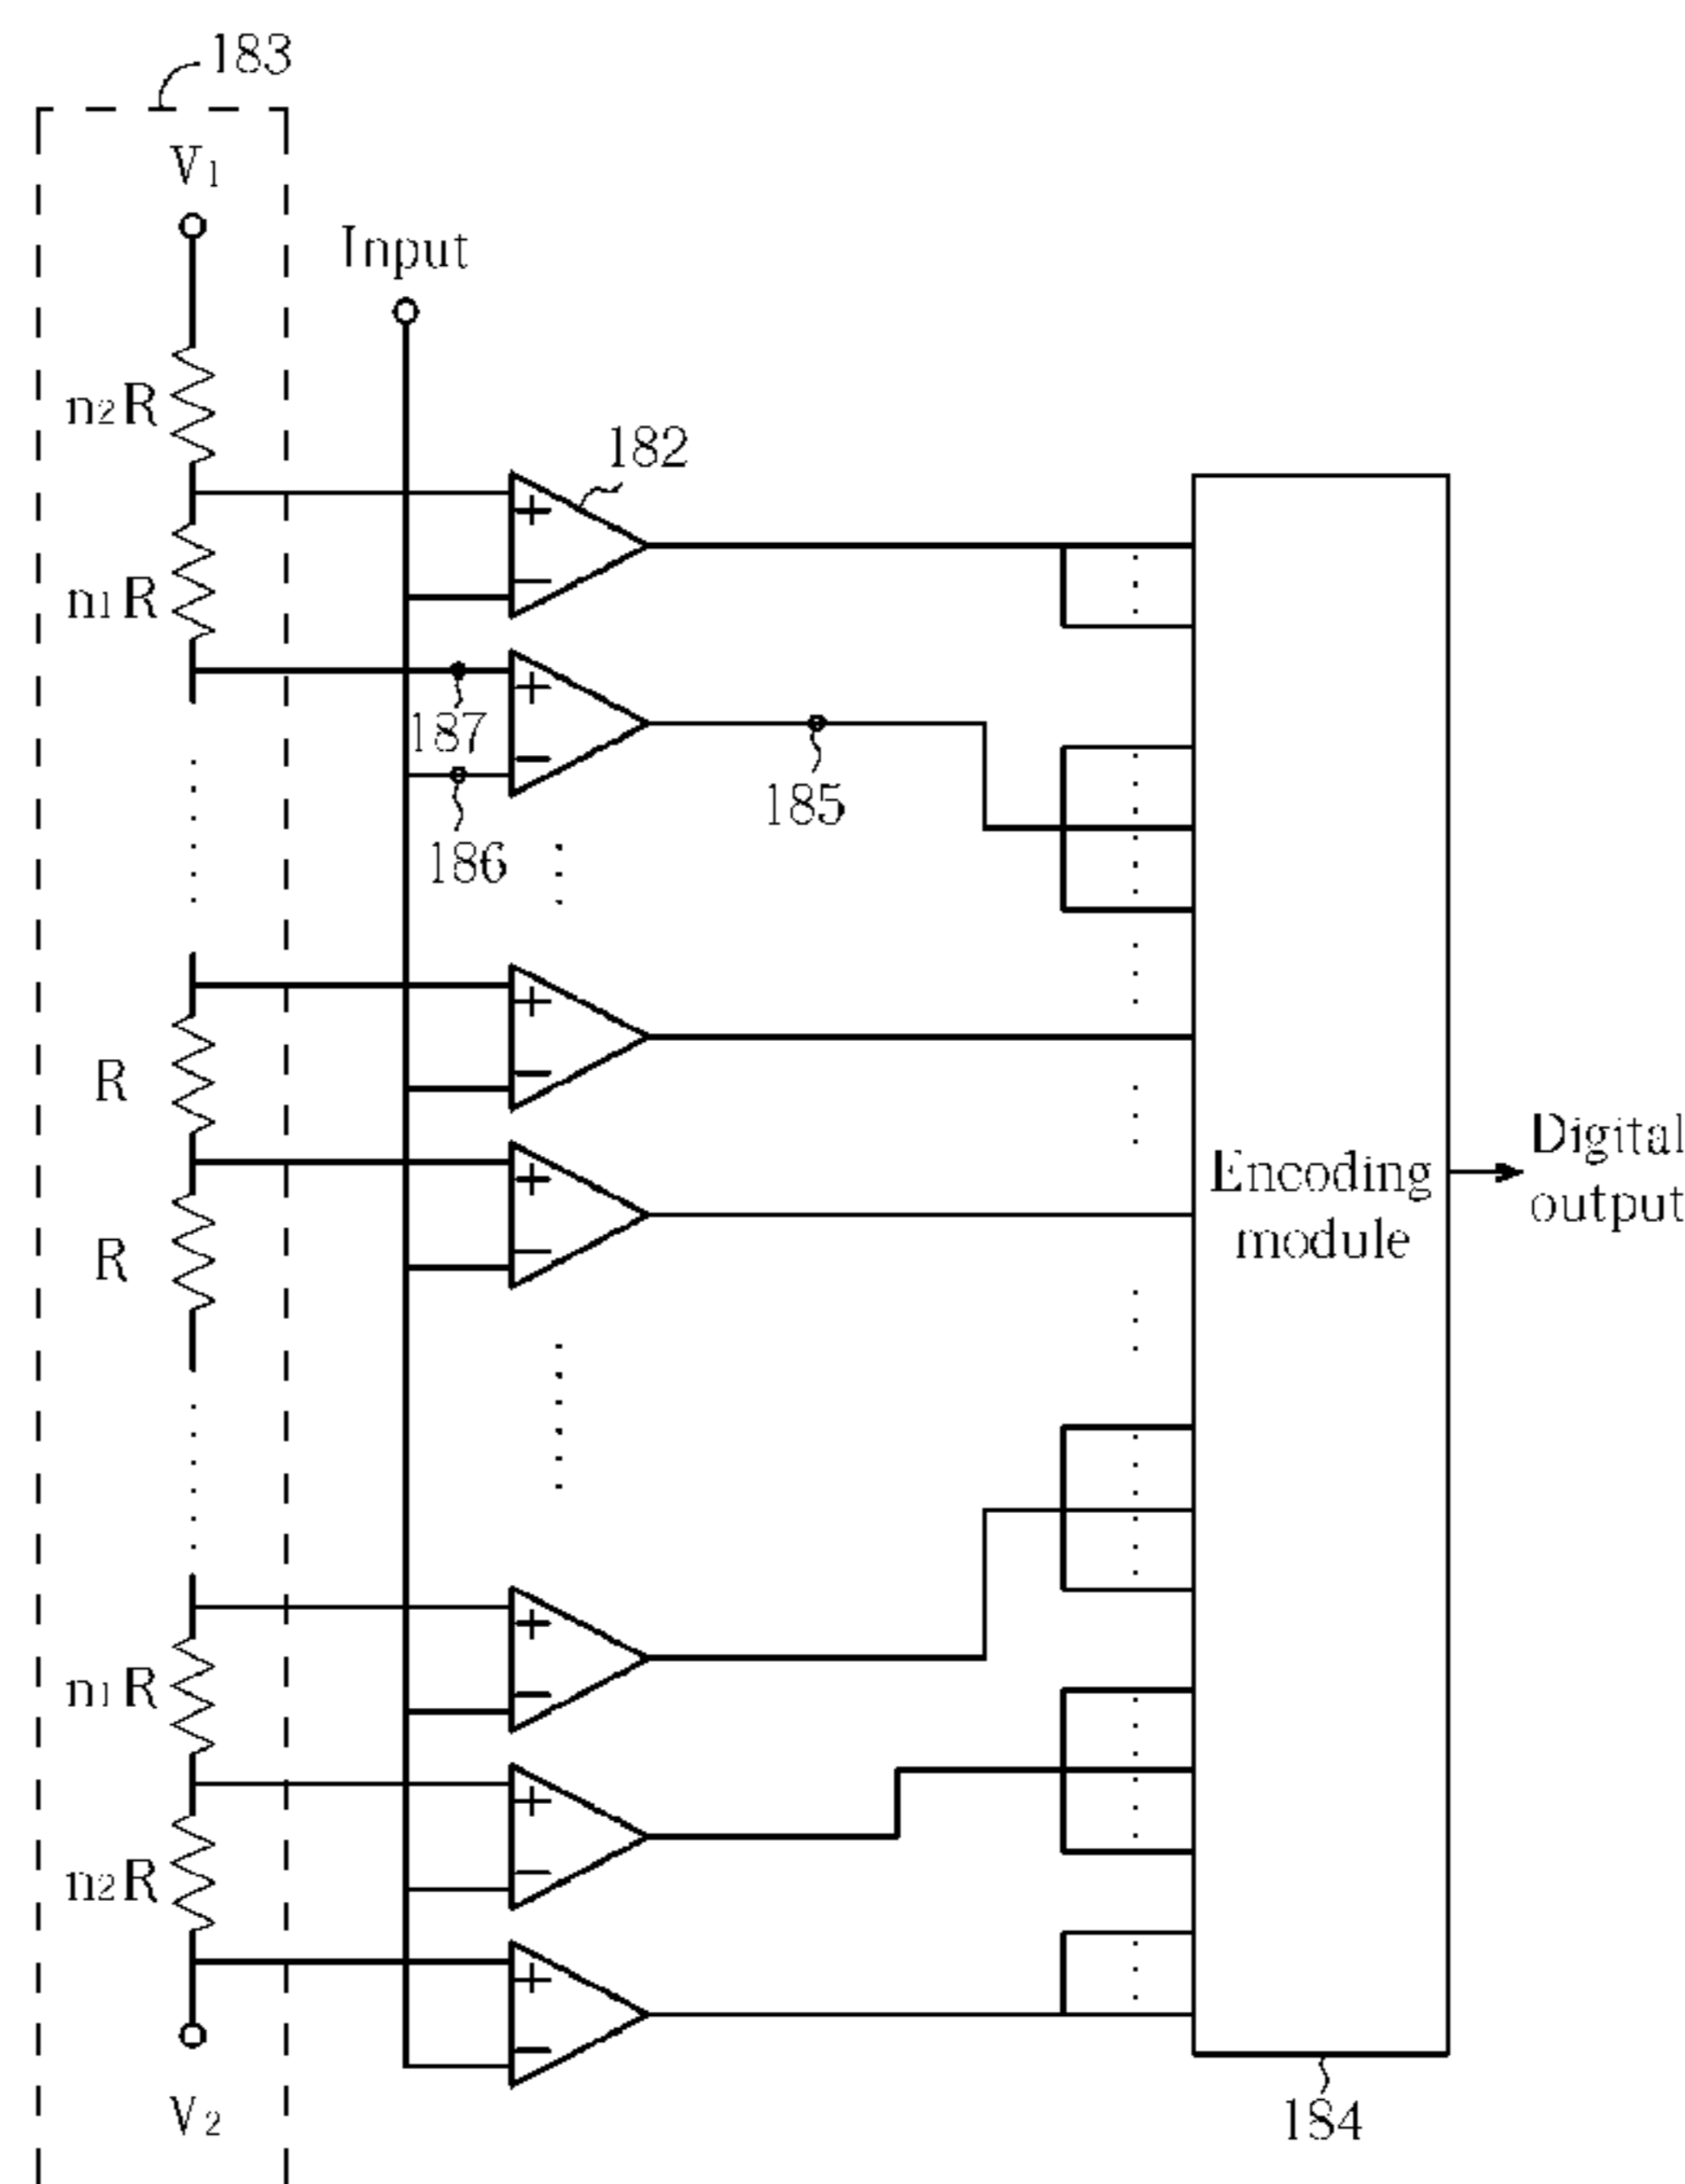 183
V1
Input
n2R
182
+
−
n1R
+
187
−
185
186
+
−
R
+
−
R
Encoding
module
Digital
output
+
−
n1R
+
−
n2R
+
−
V2
184